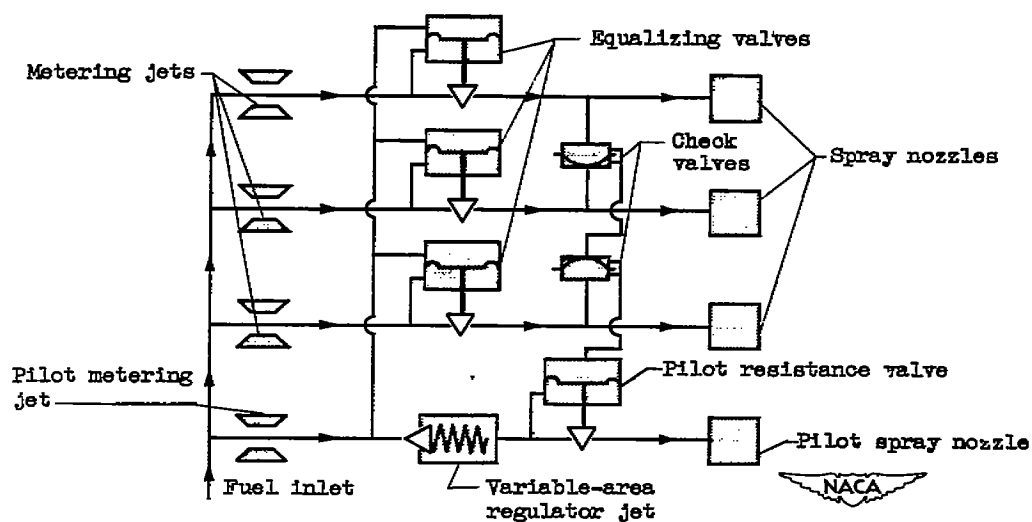 Equalizing valves
Metering jets
Check
valves
Spray nozzles
Pilot metering
jet
Pilot resistance valve
Pilot spray nozzle
Fuel inlet
Variable-area
regulator jet
NACA